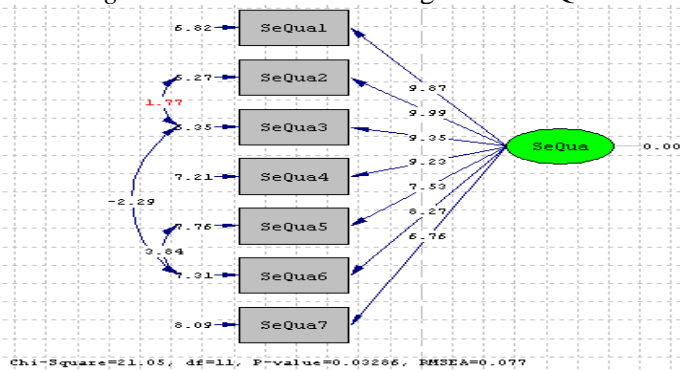 6.82 SeQua1
9.87
6.27 SeQua2
9.99
1.77
6.35 SeQua3
9.35
SeQua 0.00
9.23
7.21 SeQua4
7.53
-2.29
8.27
7.76 SeQua5
6.76
3.84
7.31 SeQua6
8.09 SeQua7
Chi-Square=21.05, df=11, P-value=0.03286, RMSEA=0.077